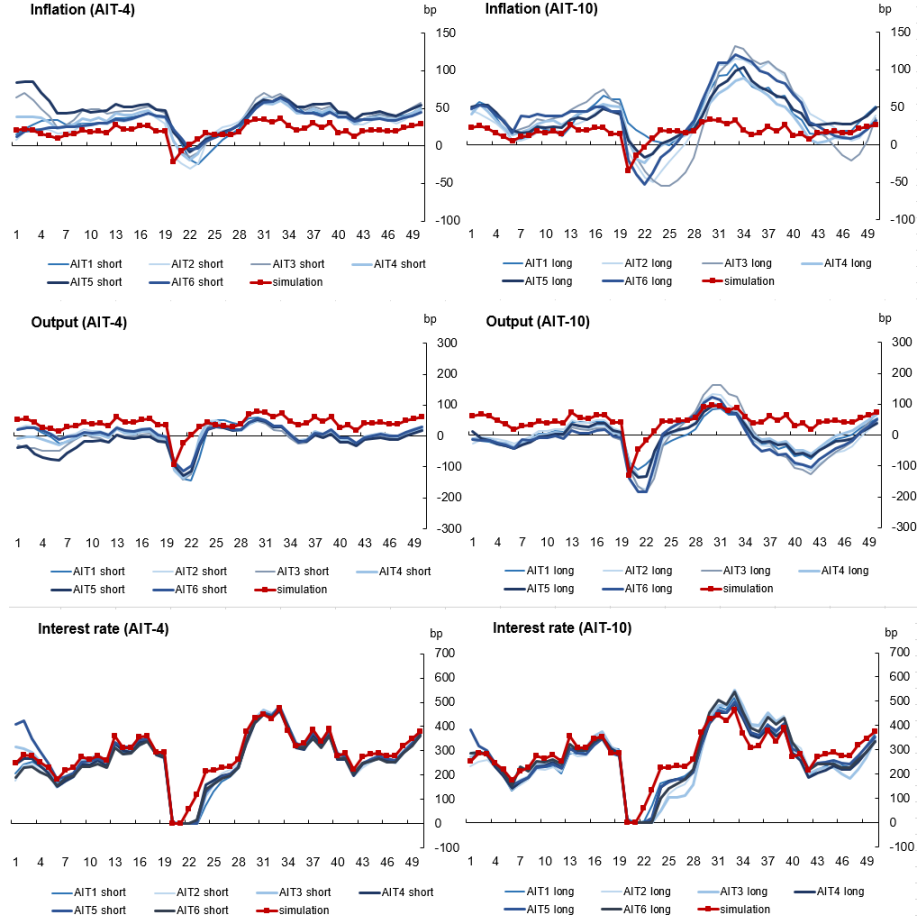 Inflation (AIT-4)
bp
150
100
50
0
-50
-100
1 4 7 10 13 16 19 22 25 28 31 34 37 40 43 46 49
AIT1 short AIT2 short AIT3 short AIT4 short
AIT5 short AIT6 short simulation
Inflation (AIT-10)
bp
150
100
50
0
-50
-100
1 4 7 10 13 16 19 22 25 28 31 34 37 40 43 46 49
AIT1 long AIT2 long AIT3 long AIT4 long
AIT5 long AIT6 long simulation
Output (AIT-4)
bp
300
200
100
0
-100
-200
-300
1 4 7 10 13 16 19 22 25 28 31 34 37 40 43 46 49
AIT1 short AIT2 short AIT3 short AIT4 short
AIT5 short AIT6 short simulation
Output (AIT-10)
bp
300
200
100
0
-100
-200
-300
1 4 7 10 13 16 19 22 25 28 31 34 37 40 43 46 49
AIT1 long AIT2 long AIT3 long AIT4 long
AIT5 long AIT6 long simulation
Interest rate (AIT-4)
bp
700
600
500
400
300
200
100
0
-100
1 4 7 10 13 16 19 22 25 28 31 34 37 40 43 46 49
AIT1 short AIT2 short AIT3 short AIT4 short
AIT5 short AIT6 short simulation
Interest rate (AIT-10)
bp
700
600
500
400
300
200
100
0
-100
1 4 7 10 13 16 19 22 25 28 31 34 37 40 43 46 49
AIT1 long AIT2 long AIT3 long AIT4 long
AIT5 long AIT6 long simulation